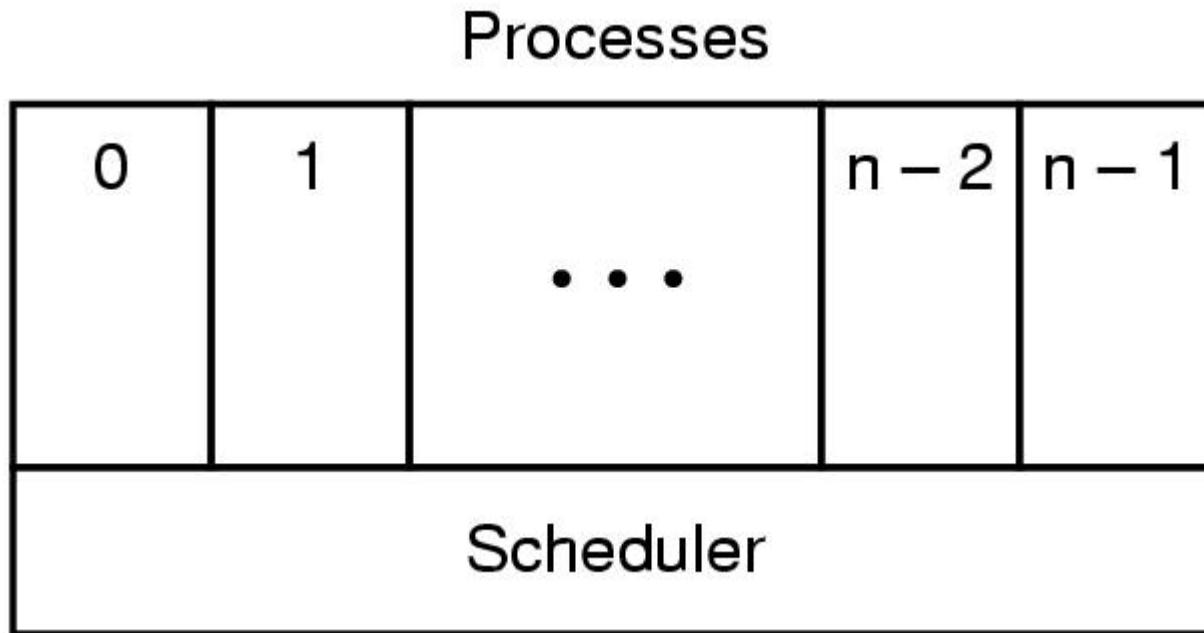 Processes
0 1 • • • n – 2 n – 1
Scheduler